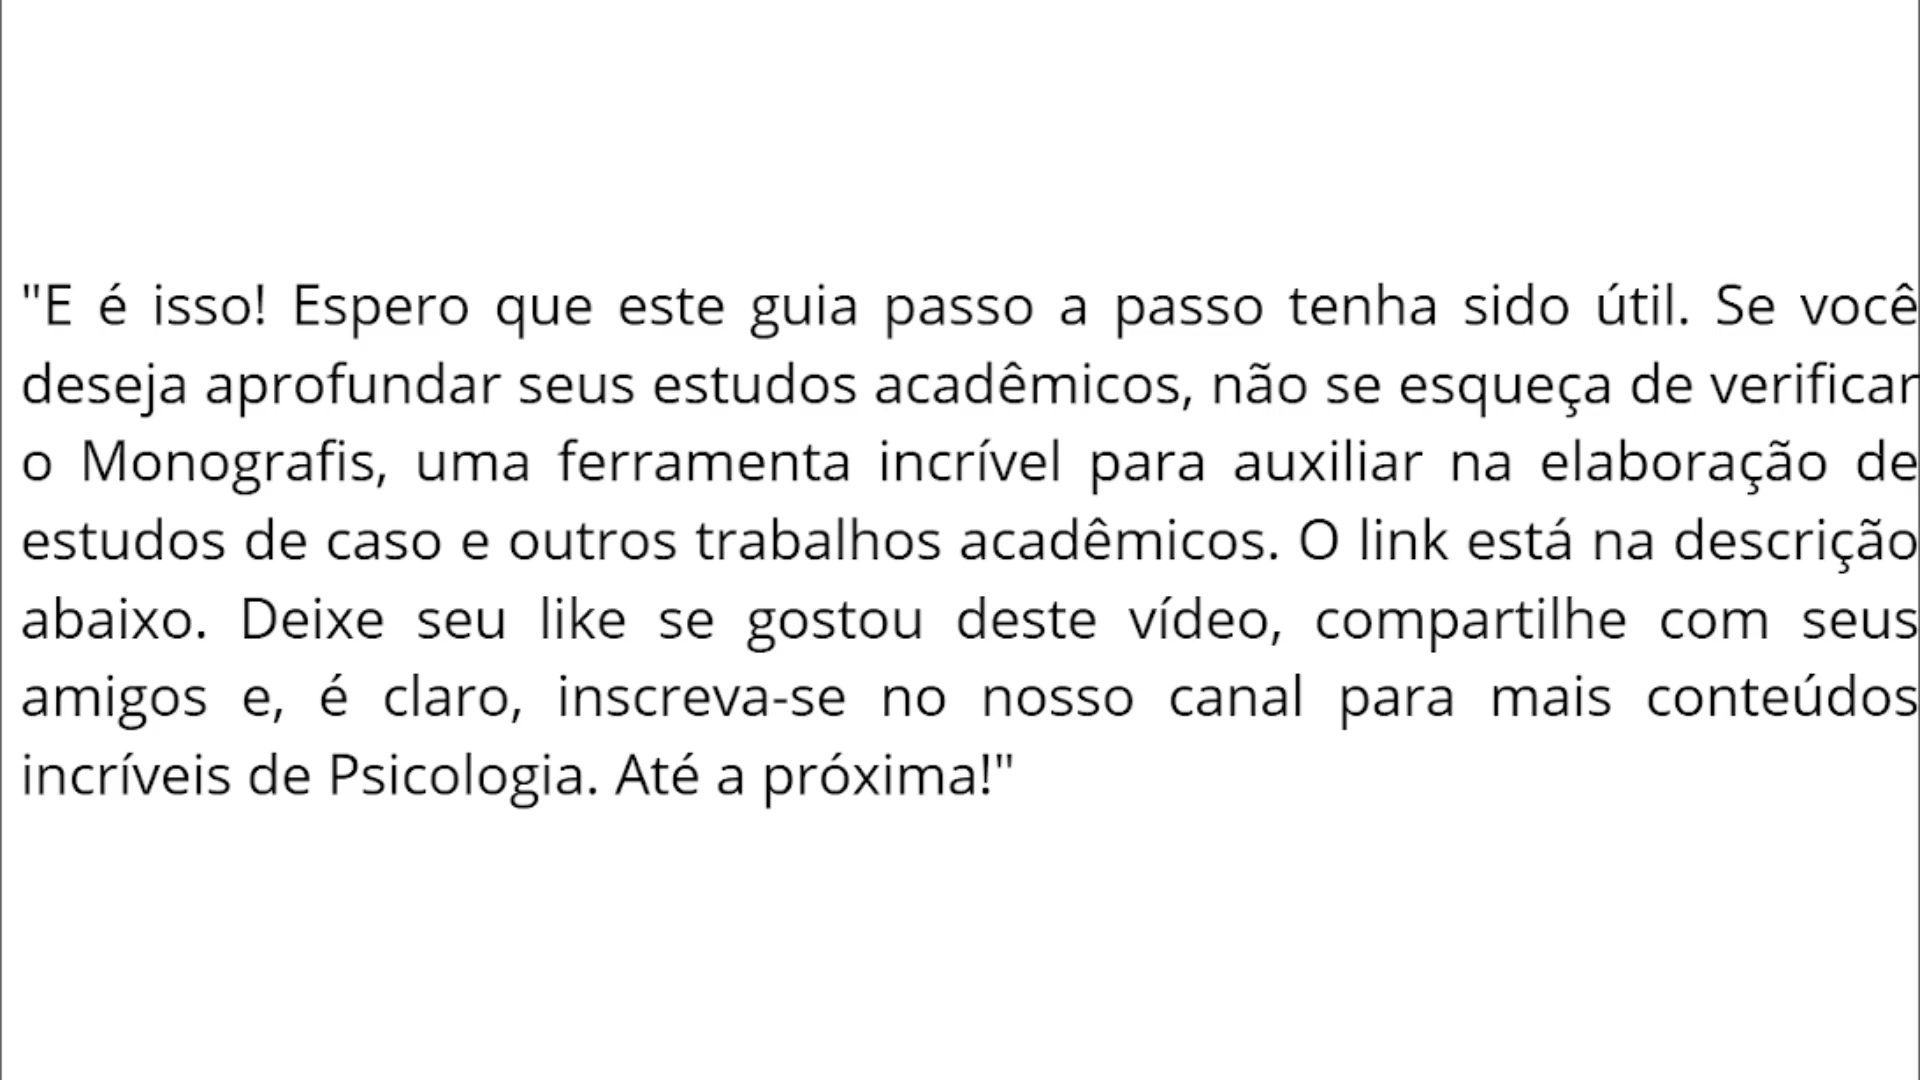 "E é isso! Espero que este guia passo a passo tenha sido útil. Se você
deseja aprofundar seus estudos acadêmicos, não se esqueça de verificar
o Monografis, uma ferramenta incrível para auxiliar na elaboração de
estudos de caso e outros trabalhos acadêmicos. O link está na descrição
abaixo. Deixe seu like se gostou deste vídeo, compartilhe com seus
amigos e, é claro, inscreva-se no nosso canal para mais conteúdos
incríveis de Psicologia. Até a próxima!"